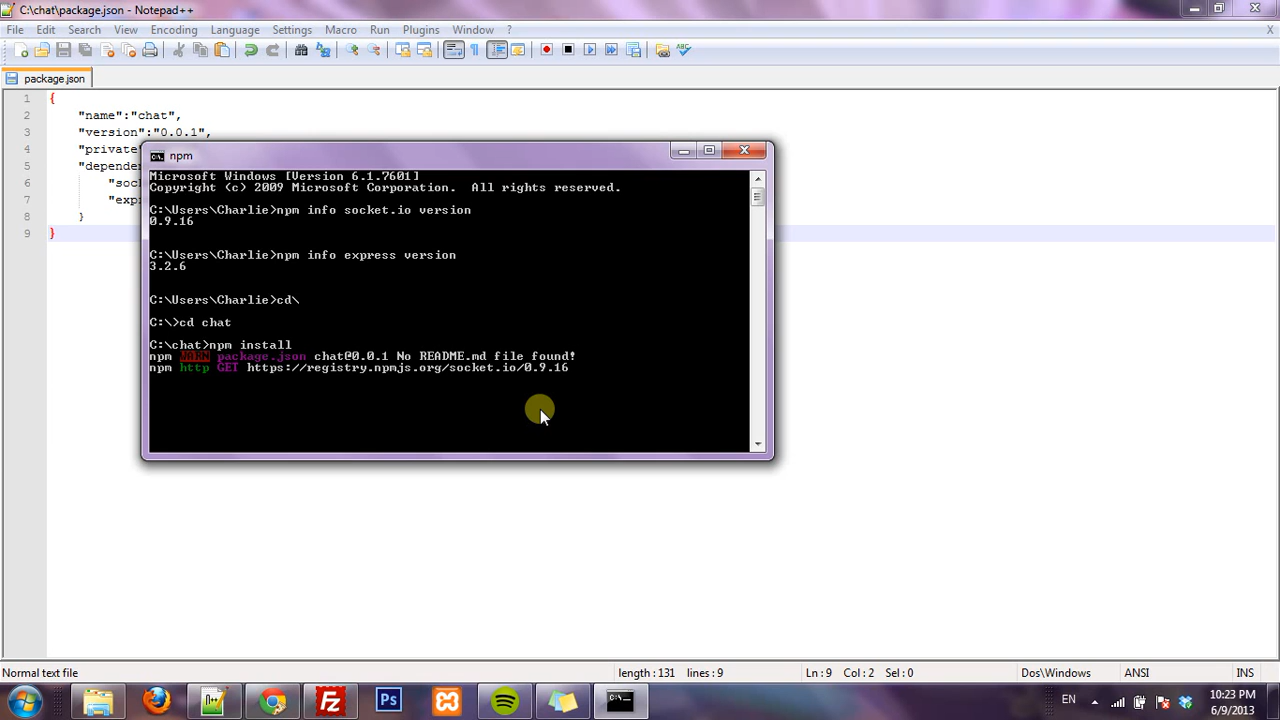 C:\chat\package.json - Notepad++
File Edit Search View Encoding Language Settings Macro Run Plugins Window ? X
package.json
1 {
2 "name":"chat",
3 "version":"0.0.1",
4 "private
5 "depende
6 "soc
7 "expr
8 }
9 }
npm
Microsoft Windows [Version 6.1.7601]
Copyright (c) 2009 Microsoft Corporation. All rights reserved.
C:\Users\Charlie>npm info socket.io version
0.9.16
C:\Users\Charlie>npm info express version
3.2.6
C:\Users\Charlie>cd\
C:\>cd chat
C:\chat>npm install
npm WARN package.json chat@0.0.1 No README.md file found!
npm http GET https://registry.npmjs.org/socket.io/0.9.16
Normal text file length : 131 lines : 9 Ln : 9 Col : 2 Sel : 0 Dos\Windows ANSI INS
Ps
EN
10:23 PM
6/9/2013